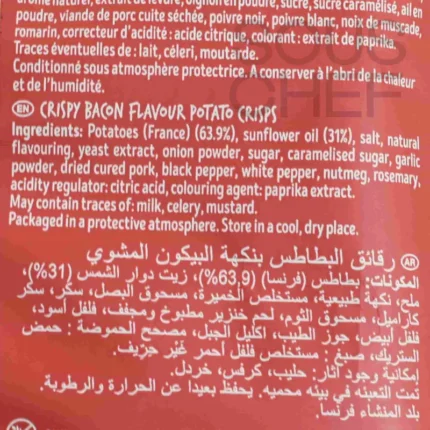 arôme naturel, extrait de levure, oignon en poudre, sucre, sucre caramélisé, ail en
poudre, viande de porc cuite séchée, poivre noir, poivre blanc, noix de muscade,
romarin, correcteur d'acidité : acide citrique, colorant : extrait de paprika.
Traces éventuelles de : lait, céleri, moutarde.
Conditionné sous atmosphère protectrice. A conserver à l'abri de la chaleur
et de l'humidité.
EN CRISPY BACON FLAVOUR POTATO CRISPS
Ingredients: Potatoes (France) (63.9%), sunflower oil (31%), salt, natural
flavouring, yeast extract, onion powder, sugar, caramelised sugar, garlic
powder, dried cured pork, black pepper, white pepper, nutmeg, rosemary,
acidity regulator: citric acid, colouring agent: paprika extract.
May contain traces of: milk, celery, mustard.
Packaged in a protective atmosphere. Store in a cool, dry place.
AR رقائق البطاطس بنكهة البيكون المشوي
المكونات: بطاطس (فرنسا) (63,9%)، زيت دوار الشمس (31%)،
ملح، نكهة طبيعية، مستخلص الخميرة، مسحوق البصل، سكر، سكر
كاراميل، مسحوق الثوم، لحم خنزير مطبوخ ومجفف، فلفل أسود،
فلفل أبيض، جوز الطيب، اكليل الجبل، مصحح الحموضة : حمض
الستريك، صبغ : مستخلص فلفل أحمر غير حريف.
إمكانية وجود آثار: حليب، كرفس، خردل.
تمت التعبئه في بيئه محميه. يحفظ بعيدا عن الحرارة والرطوبة.
بلد المنشاء فرنسا.
SOUS
CHEF